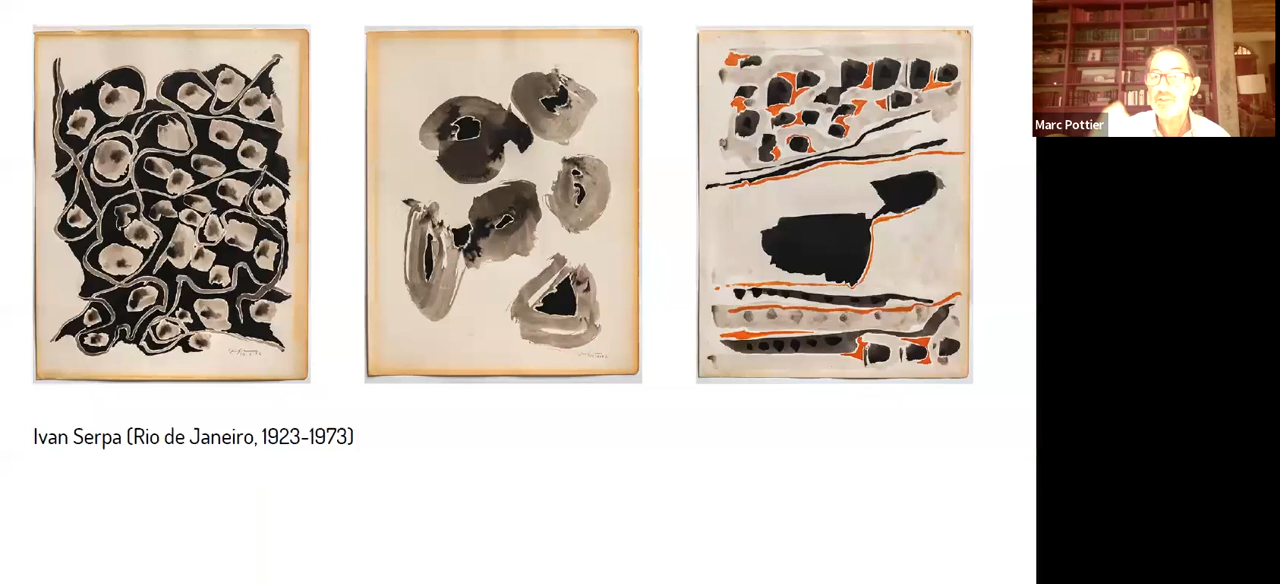 Marc Pottier
Ivan Serpa (Rio de Janeiro, 1923-1973)